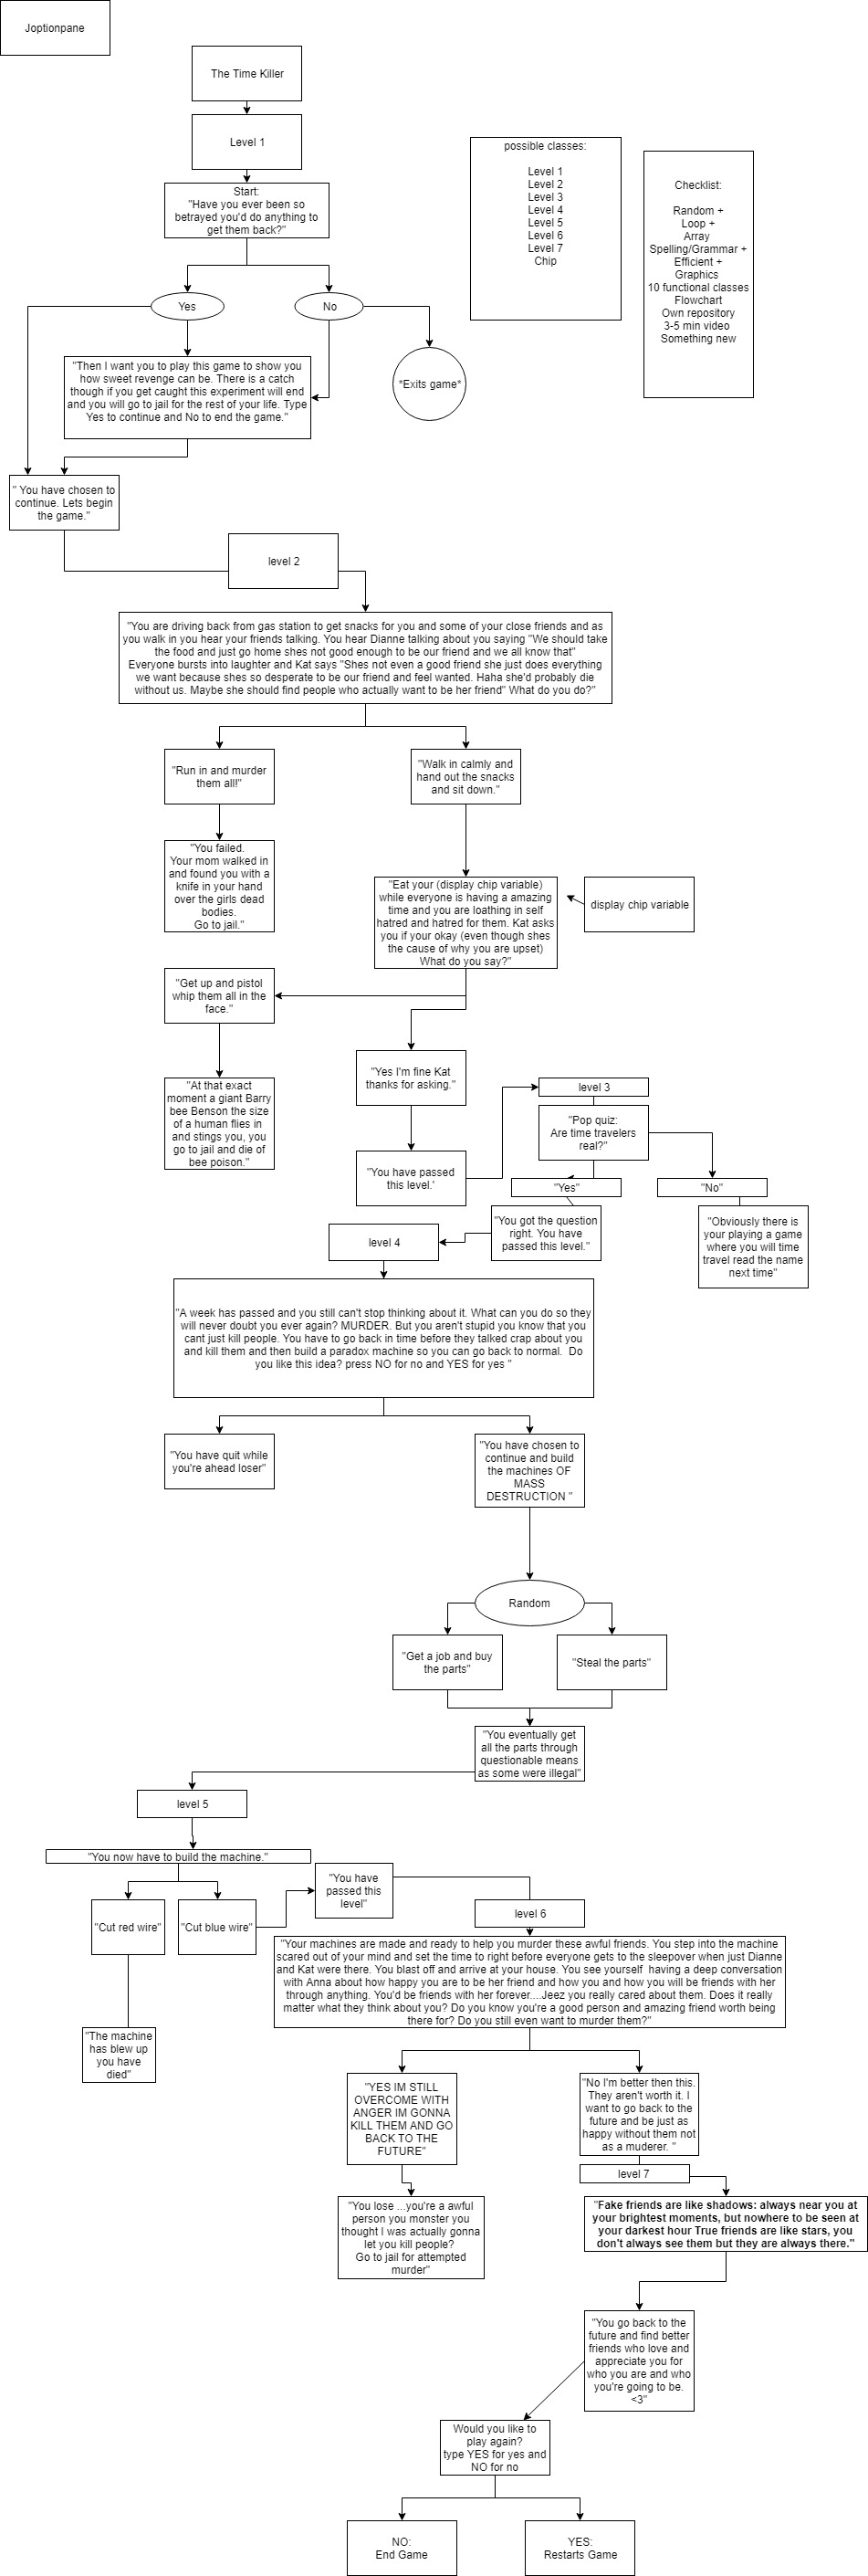 Joptionpane
The Time Killer
Level 1
Start:
"Have you ever been so
betrayed you'd do anything to
get them back?"
possible classes:
Level 1
Level 2
Level 3
Level 4
Level 5
Level 6
Level 7
Chip
Checklist:
Random +
Loop +
Array
Spelling/Grammar +
Efficient +
Graphics
10 functional classes
Flowchart
Own repository
3-5 min video
Something new
Yes
No
"Then I want you to play this game to show you
how sweet revenge can be. There is a catch
though if you get caught this experiment will end
and you will go to jail for the rest of your life. Type
Yes to continue and No to end the game."
*Exits game*
" You have chosen to
continue. Lets begin
the game."
level 2
"You are driving back from gas station to get snacks for you and some of your close friends and as
you walk in you hear your friends talking. You hear Dianne talking about you saying "We should take
the food and just go home shes not good enough to be our friend and we all know that"
Everyone bursts into laughter and Kat says "Shes not even a good friend she just does everything
we want because shes so desperate to be our friend and feel wanted. Haha she'd probably die
without us. Maybe she should find people who actually want to be her friend" What do you do?"
"Run in and murder
them all!"
"Walk in calmly and
hand out the snacks
and sit down."
"You failed.
Your mom walked in
and found you with a
knife in your hand
over the girls dead
bodies.
Go to jail."
"Eat your (display chip variable)
while everyone is having a amazing
time and you are loathing in self
hatred and hatred for them. Kat asks
you if your okay (even though shes
the cause of why you are upset)
What do you say?"
display chip variable
"Get up and pistol
whip them all in the
face."
"At that exact
moment a giant Barry
bee Benson the size
of a human flies in
and stings you, you
go to jail and die of
bee poison."
"Yes I'm fine Kat
thanks for asking."
"You have passed
this level.'
level 3
"Pop quiz:
Are time travelers
real?"
"Yes"
"No"
"You got the question
right. You have
passed this level."
"Obviously there is
your playing a game
where you will time
travel read the name
next time"
level 4
"A week has passed and you still can't stop thinking about it. What can you do so they
will never doubt you ever again? MURDER. But you aren't stupid you know that you
cant just kill people. You have to go back in time before they talked crap about you
and kill them and then build a paradox machine so you can go back to normal.  Do
you like this idea? press NO for no and YES for yes "
"You have quit while
you're ahead loser"
"You have chosen to
continue and build
the machines OF
MASS
DESTRUCTION "
Random
"Get a job and buy
the parts"
"Steal the parts"
"You eventually get
all the parts through
questionable means
as some were illegal"
level 5
"You now have to build the machine."
"Cut red wire"
"Cut blue wire"
"You have
passed this
level"
level 6
"The machine
has blew up
you have
died"
"Your machines are made and ready to help you murder these awful friends. You step into the machine
scared out of your mind and set the time to right before everyone gets to the sleepover when just Dianne
and Kat were there. You blast off and arrive at your house. You see yourself  having a deep conversation
with Anna about how happy you are to be her friend and how you and how you will be friends with her
through anything. You'd be friends with her forever....Jeez you really cared about them. Does it really
matter what they think about you? Do you know you're a good person and amazing friend worth being
there for? Do you still even want to murder them?"
"YES IM STILL
OVERCOME WITH
ANGER IM GONNA
KILL THEM AND GO
BACK TO THE
FUTURE"
"No I'm better then this.
They aren't worth it. I
want to go back to the
future and be just as
happy without them not
as a muderer. "
level 7
"You lose ...you're a awful
person you monster you
thought I was actually gonna
let you kill people?
Go to jail for attempted
murder"
"Fake friends are like shadows: always near you at
your brightest moments, but nowhere to be seen at
your darkest hour True friends are like stars, you
don't always see them but they are always there."
"You go back to the
future and find better
friends who love and
appreciate you for
who you are and who
you're going to be.
<3"
Would you like to
play again?
type YES for yes and
NO for no
NO:
End Game
YES:
Restarts Game